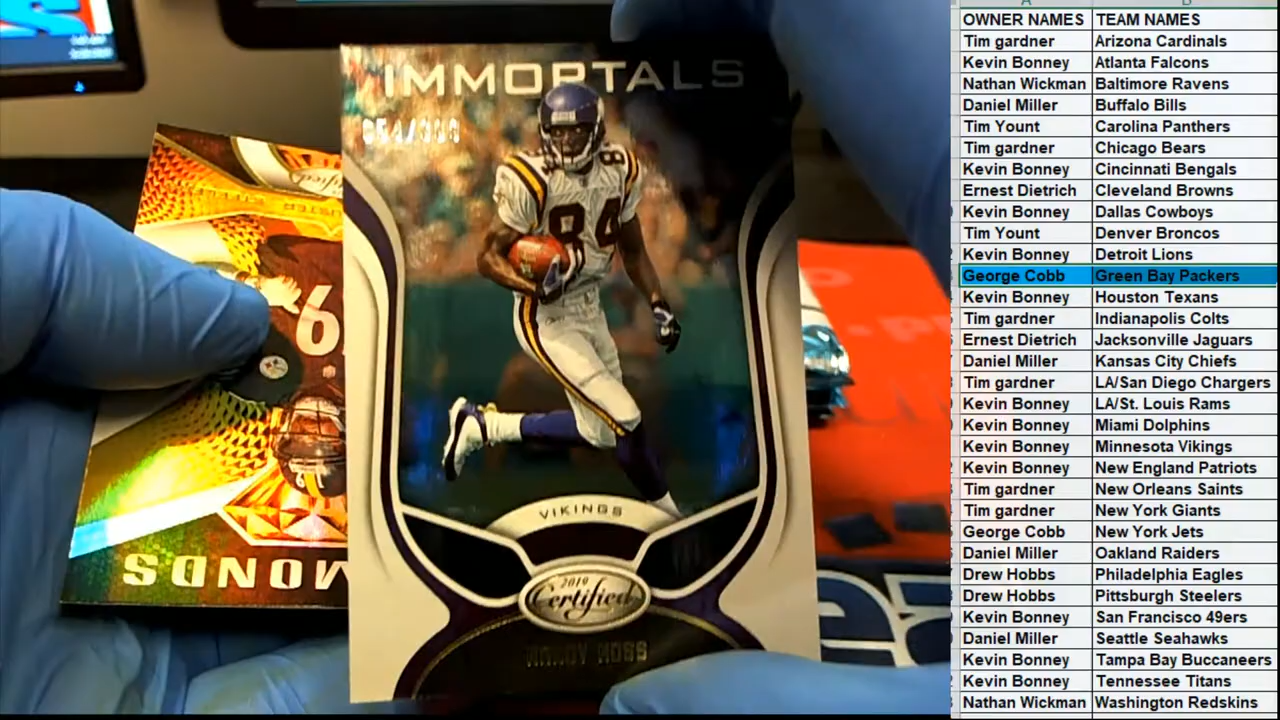 IMMORTALS
84
84
VIKINGS
2019
Certified
RANDY MOSS
OWNER NAMES TEAM NAMES
Tim gardner Arizona Cardinals
Kevin Bonney Atlanta Falcons
Nathan Wickman Baltimore Ravens
Daniel Miller Buffalo Bills
Tim Yount Carolina Panthers
Tim gardner Chicago Bears
Kevin Bonney Cincinnati Bengals
Ernest Dietrich Cleveland Browns
Kevin Bonney Dallas Cowboys
Tim Yount Denver Broncos
Kevin Bonney Detroit Lions
George Cobb Green Bay Packers
Kevin Bonney Houston Texans
Tim gardner Indianapolis Colts
Ernest Dietrich Jacksonville Jaguars
Daniel Miller Kansas City Chiefs
Tim gardner LA/San Diego Chargers
Kevin Bonney LA/St. Louis Rams
Kevin Bonney Miami Dolphins
Kevin Bonney Minnesota Vikings
Kevin Bonney New England Patriots
Tim gardner New Orleans Saints
Tim gardner New York Giants
George Cobb New York Jets
Daniel Miller Oakland Raiders
Drew Hobbs Philadelphia Eagles
Drew Hobbs Pittsburgh Steelers
Kevin Bonney San Francisco 49ers
Daniel Miller Seattle Seahawks
Kevin Bonney Tampa Bay Buccaneers
Kevin Bonney Tennessee Titans
Nathan Wickman Washington Redskins